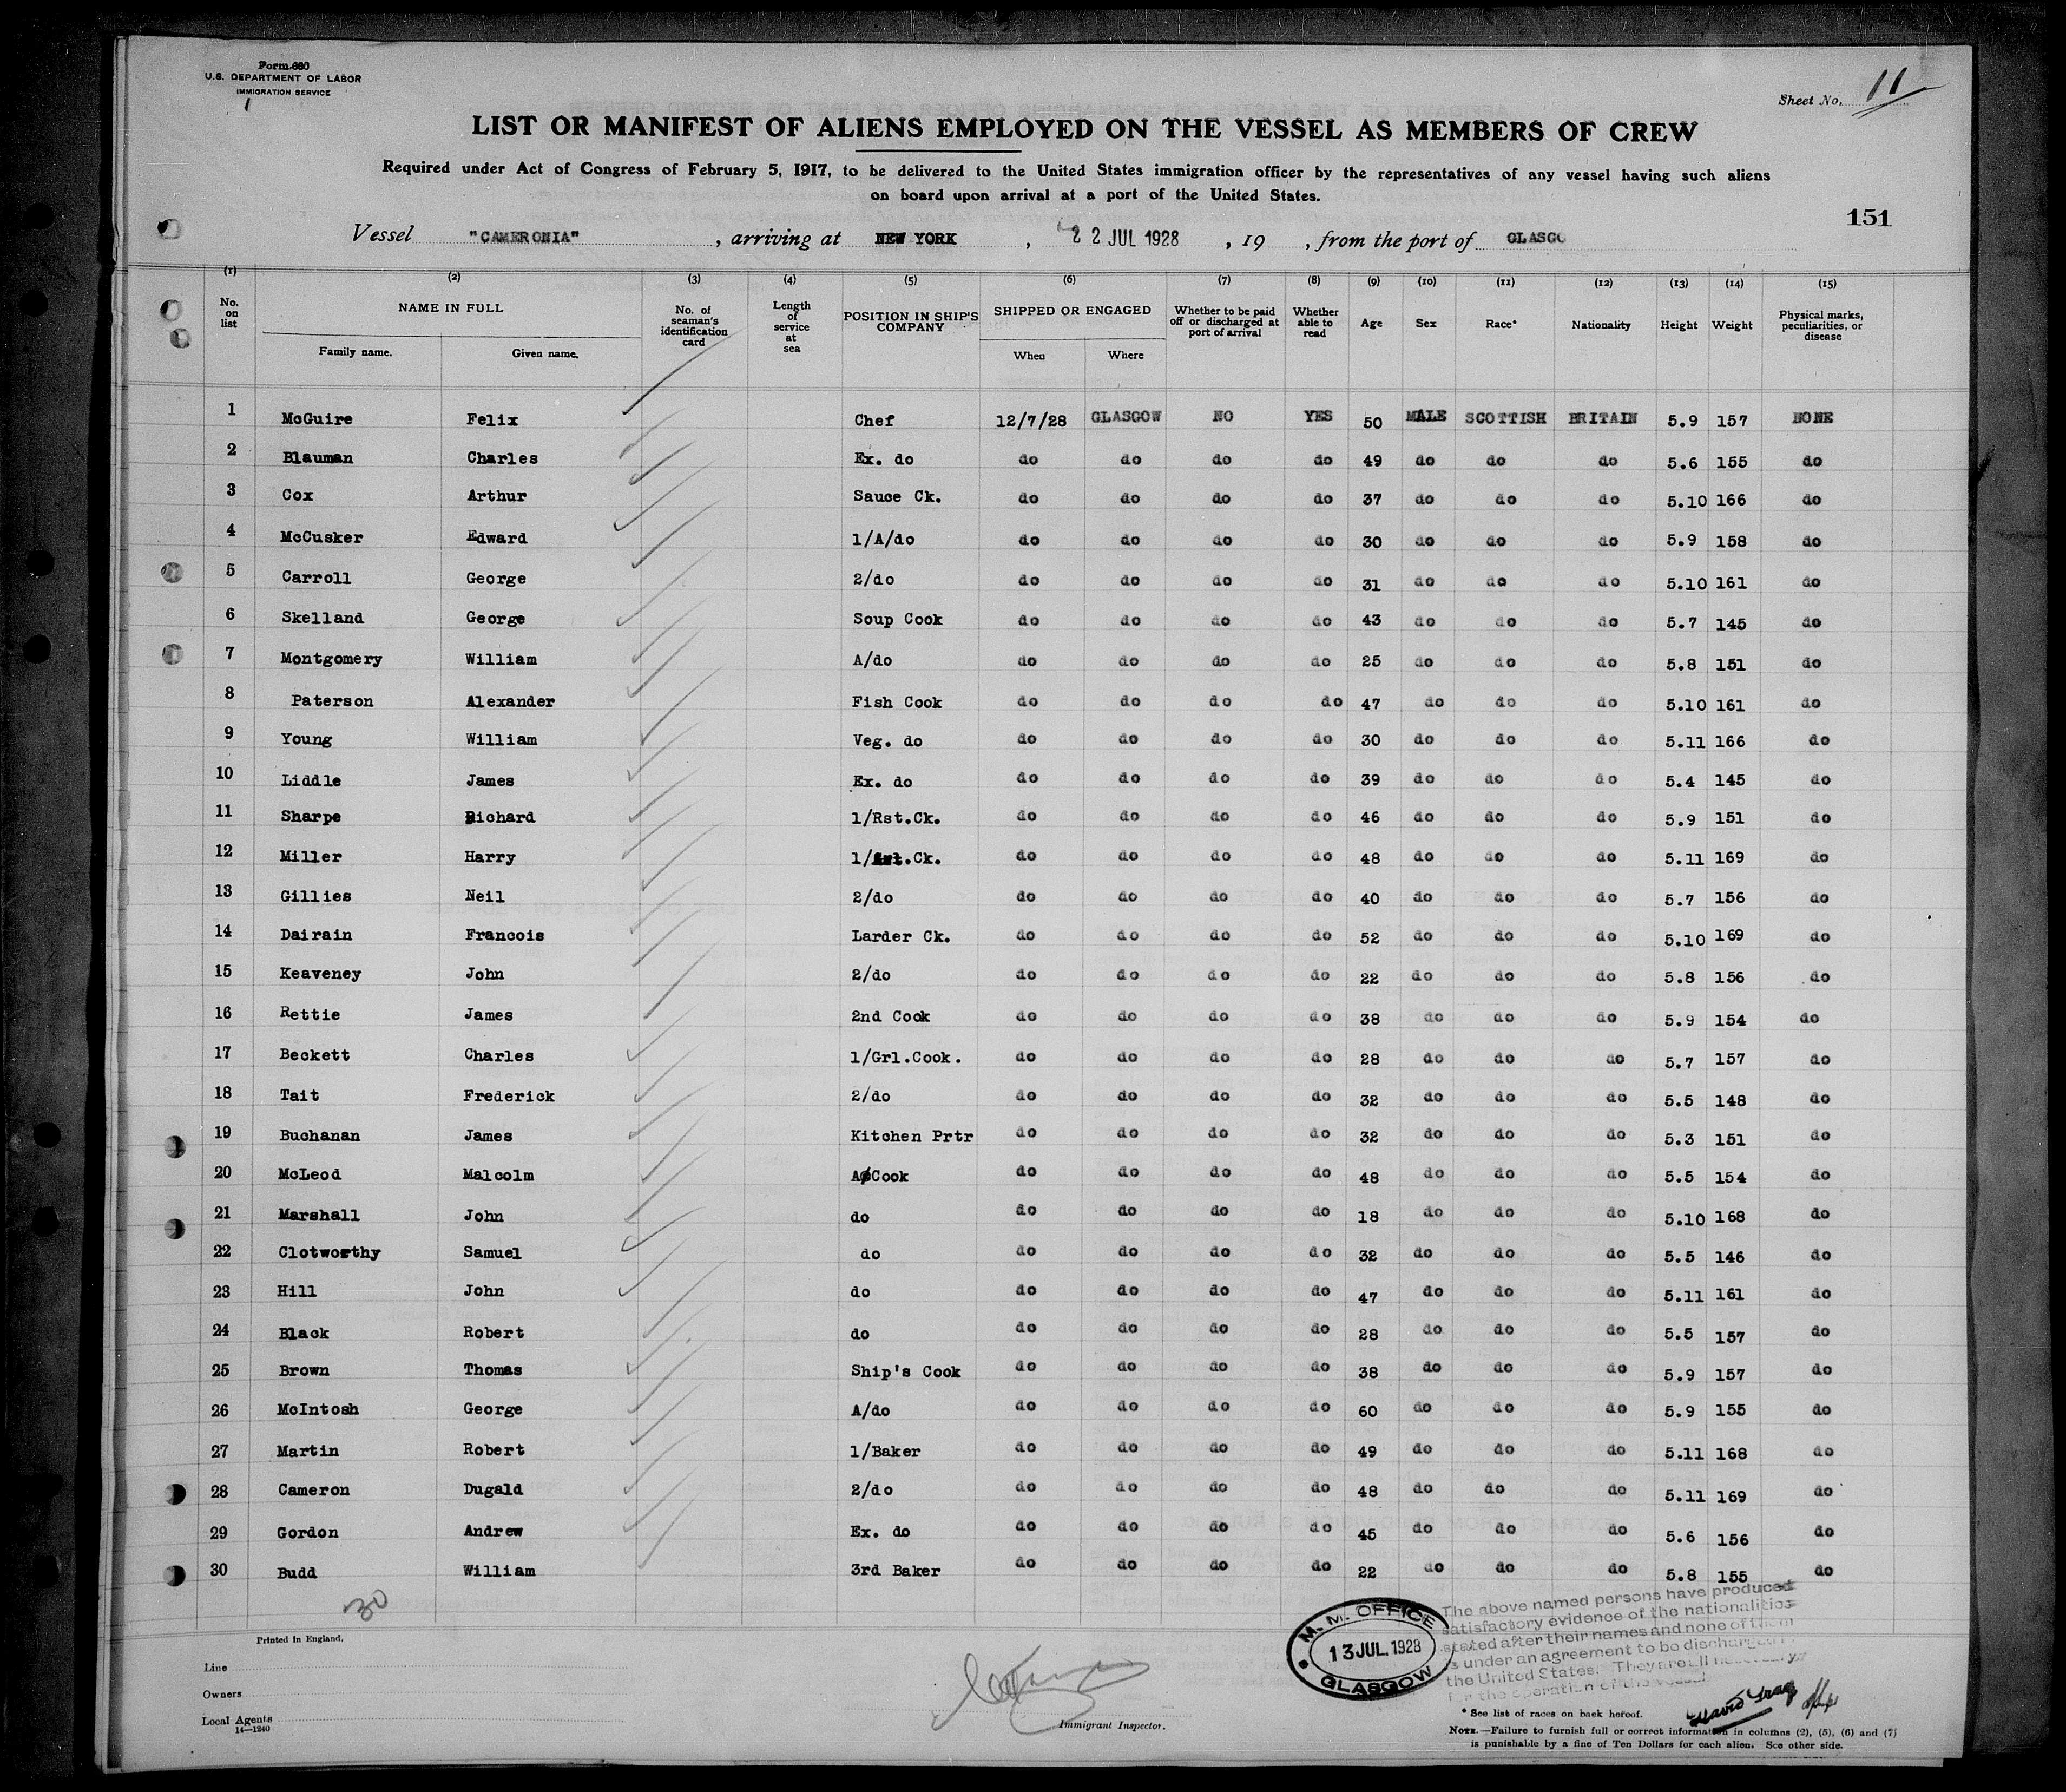 Form 680
U.S. DEPARTMENT OF LABOR
IMMIGRATION SERVICE
Sheet No. 11
LIST OR MANIFEST OF ALIENS EMPLOYED ON THE VESSEL AS MEMBERS OF CREW
Required under Act of Congress of February 5, 1917, to be delivered to the United States immigration officer by the representatives of any vessel having such aliens
on board upon arrival at a port of the United States.
151
Vessel "CAMERONIA", arriving at NEW YORK, 22 JUL 1928, 19 , from the port of GLASGO
(1) (2) (3) (4) (5) (6) (7) (8) (9) (10) (11) (12) (13) (14) (15)
No. on list NAME IN FULL Family name. Given name. No. of seaman's identification card Length of service at sea POSITION IN SHIP'S COMPANY SHIPPED OR ENGAGED When Where Whether to be paid off or discharged at port of arrival Whether able to read Age Sex Race* Nationality Height Weight Physical marks, peculiarities, or disease
1 McGuire Felix Chef 12/7/28 GLASGOW NO YES 50 MALE SCOTTISH BRITAIN 5.9 157 NONE
2 Blauman Charles Ex. do do do do do 49 do do do 5.6 155 do
3 Cox Arthur Sauce Ck. do do do do 37 do do do 5.10 166 do
4 McCusker Edward 1/A/do do do do do 30 do do do 5.9 158 do
5 Carroll George 2/do do do do do 31 do do do 5.10 161 do
6 Skelland George Soup Cook do do do do 43 do do do 5.7 145 do
7 Montgomery William A/do do do do do 25 do do do 5.8 151 do
8 Paterson Alexander Fish Cook do do do do 47 do do do 5.10 161 do
9 Young William Veg. do do do do do 30 do do do 5.11 166 do
10 Liddle James Ex. do do do do do 39 do do do 5.4 145 do
11 Sharpe Richard 1/Rst.Ck. do do do do 46 do do do 5.9 151 do
12 Miller Harry 1/ .Ck. do do do do 48 do do do 5.11 169 do
13 Gillies Neil 2/do do do do do 40 do do do 5.7 156 do
14 Dairain Francois Larder Ck. do do do do 52 do do do 5.10 169 do
15 Keaveney John 2/do do do do do 22 do do do 5.8 156 do
16 Rettie James 2nd Cook do do do do 38 do do do 5.9 154 do
17 Beckett Charles 1/Grl.Cook. do do do do 28 do do do 5.7 157 do
18 Tait Frederick 2/do do do do do 32 do do do 5.5 148 do
19 Buchanan James Kitchen Prtr do do do do 32 do do do 5.3 151 do
20 McLeod Malcolm A Cook do do do do 48 do do do 5.5 154 do
21 Marshall John do do do do do 18 do do do 5.10 168 do
22 Clotworthy Samuel do do do do do 32 do do do 5.5 146 do
23 Hill John do do do do do 47 do do do 5.11 161 do
24 Black Robert do do do do do 28 do do do 5.5 157 do
25 Brown Thomas Ship's Cook do do do do 38 do do do 5.9 157 do
26 McIntosh George A/do do do do do 60 do do do 5.9 155 do
27 Martin Robert 1/Baker do do do do 49 do do do 5.11 168 do
28 Cameron Dugald 2/do do do do do 48 do do do 5.11 169 do
29 Gordon Andrew Ex. do do do do do 45 do do do 5.6 156 do
30 Budd William 3rd Baker do do do do 22 do do do 5.8 155 do
30
Printed in England.
Line
Owners
Local Agents
14—1240
Immigrant Inspector.
M. M. OFFICE
13 JUL. 1928
GLASGOW
The above named persons have produced
satisfactory evidence of the nationalities
stated after their names and none of them
is under an agreement to be discharged in
the United States. They are all necessary
for the operation of the vessel
* See list of races on back hereof.
NOTE.—Failure to furnish full or correct information in columns (2), (5), (6) and (7)
is punishable by a fine of Ten Dollars for each alien. See other side.